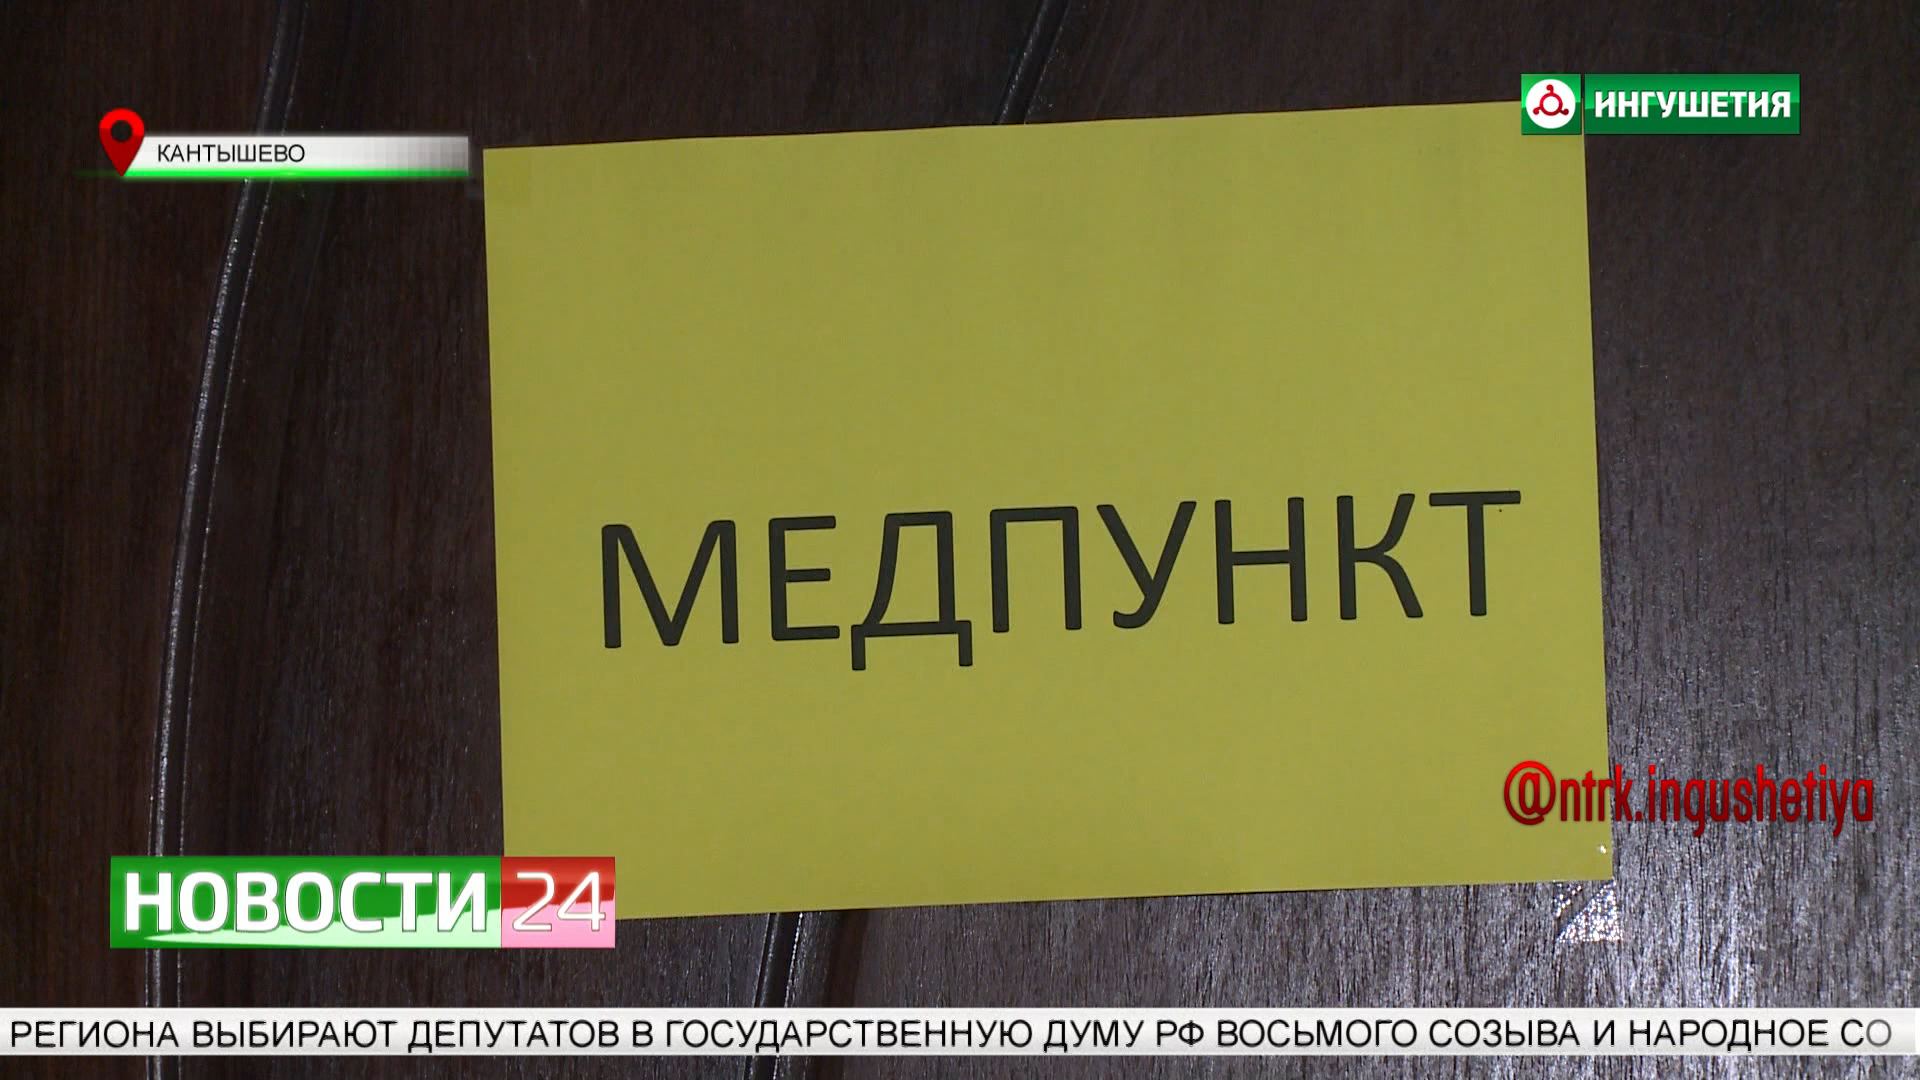 ИНГУШЕТИЯ
КАНТЫШЕВО
МЕДПУНКТ
@ntrk.ingushetiya
НОВОСТИ 24
РЕГИОНА ВЫБИРАЮТ ДЕПУТАТОВ В ГОСУДАРСТВЕННУЮ ДУМУ РФ ВОСЬМОГО СОЗЫВА И НАРОДНОЕ СО